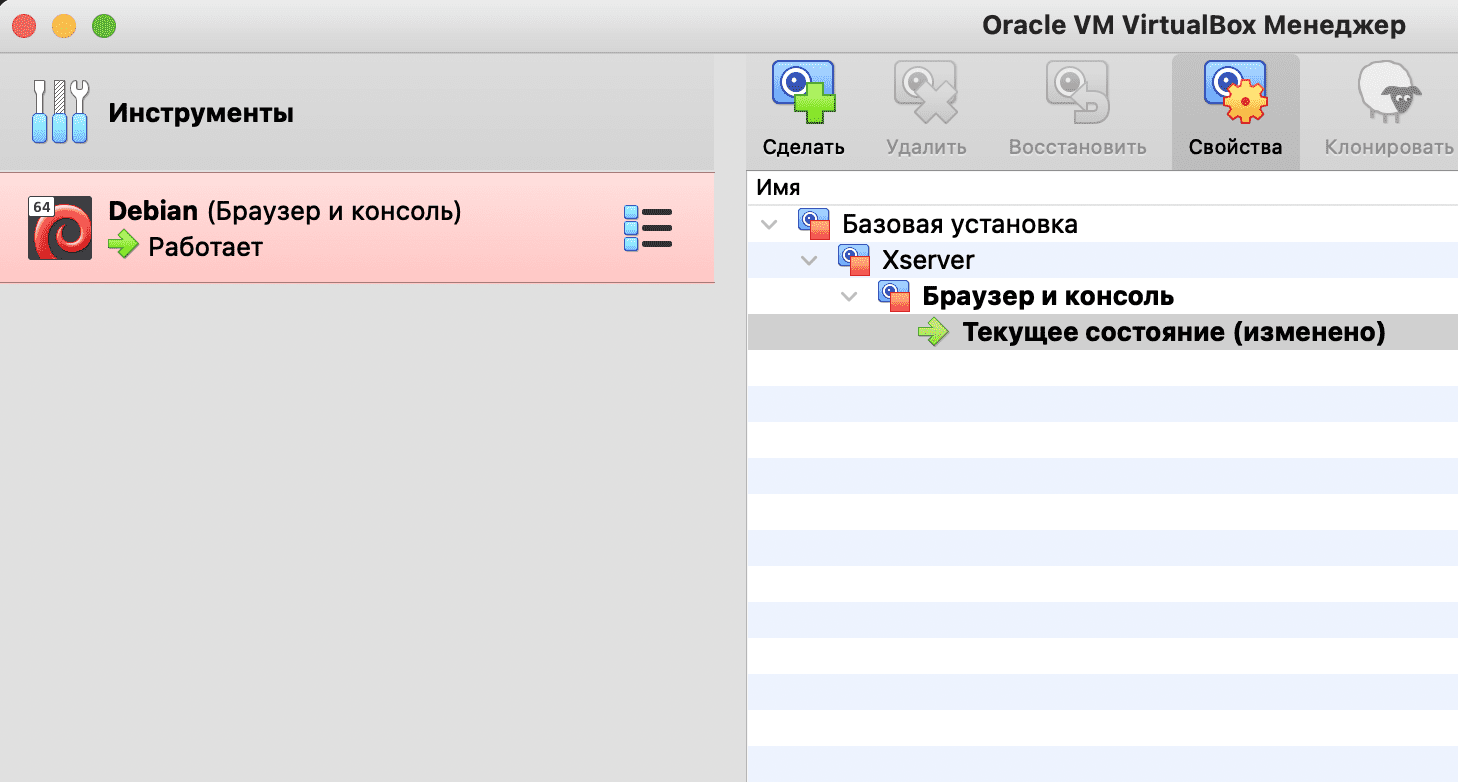 Oracle VM VirtualBox Менеджер
Инструменты
Сделать
Удалить
Восстановить
Свойства
Клонировать
64
Debian (Браузер и консоль)
Работает
Имя
Базовая установка
Xserver
Браузер и консоль
Текущее состояние (изменено)